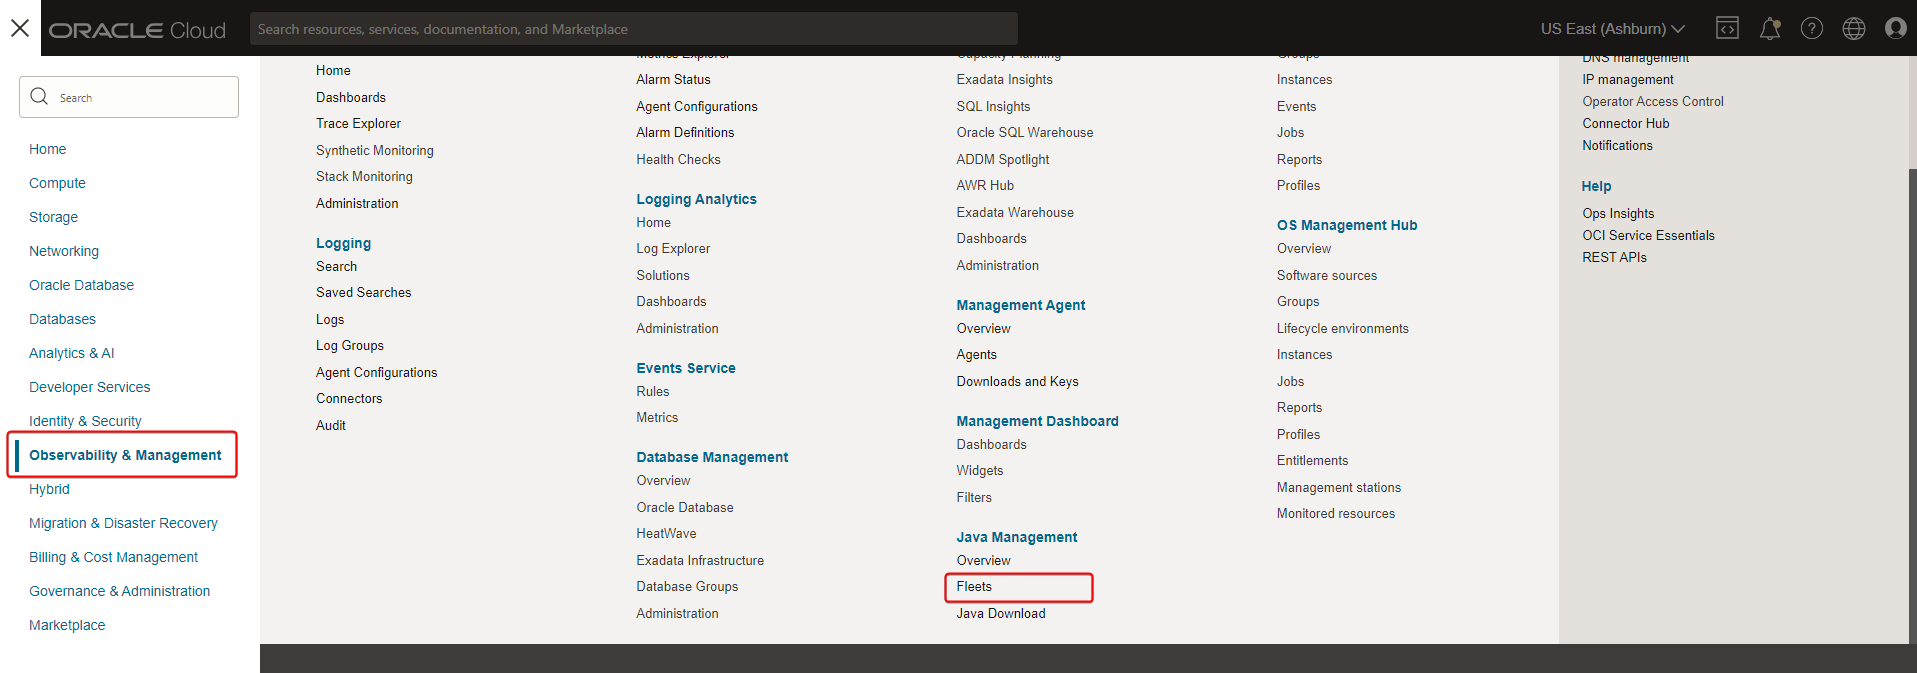 ORACLE Cloud
Search resources, services, documentation, and Marketplace
US East (Ashburn)
Search
Home
Compute
Storage
Networking
Oracle Database
Databases
Analytics & AI
Developer Services
Identity & Security
Observability & Management
Hybrid
Migration & Disaster Recovery
Billing & Cost Management
Governance & Administration
Marketplace
Home
Dashboards
Trace Explorer
Synthetic Monitoring
Stack Monitoring
Administration
Logging
Search
Saved Searches
Logs
Log Groups
Agent Configurations
Connectors
Audit
Metrics Explorer
Alarm Status
Agent Configurations
Alarm Definitions
Health Checks
Logging Analytics
Home
Log Explorer
Solutions
Dashboards
Administration
Events Service
Rules
Metrics
Database Management
Overview
Oracle Database
HeatWave
Exadata Infrastructure
Database Groups
Administration
Capacity Planning
Exadata Insights
SQL Insights
Oracle SQL Warehouse
ADDM Spotlight
AWR Hub
Exadata Warehouse
Dashboards
Administration
Management Agent
Overview
Agents
Downloads and Keys
Management Dashboard
Dashboards
Widgets
Filters
Java Management
Overview
Fleets
Java Download
Groups
Instances
Events
Jobs
Reports
Profiles
OS Management Hub
Overview
Software sources
Groups
Lifecycle environments
Instances
Jobs
Reports
Profiles
Entitlements
Management stations
Monitored resources
DNS management
IP management
Operator Access Control
Connector Hub
Notifications
Help
Ops Insights
OCI Service Essentials
REST APIs